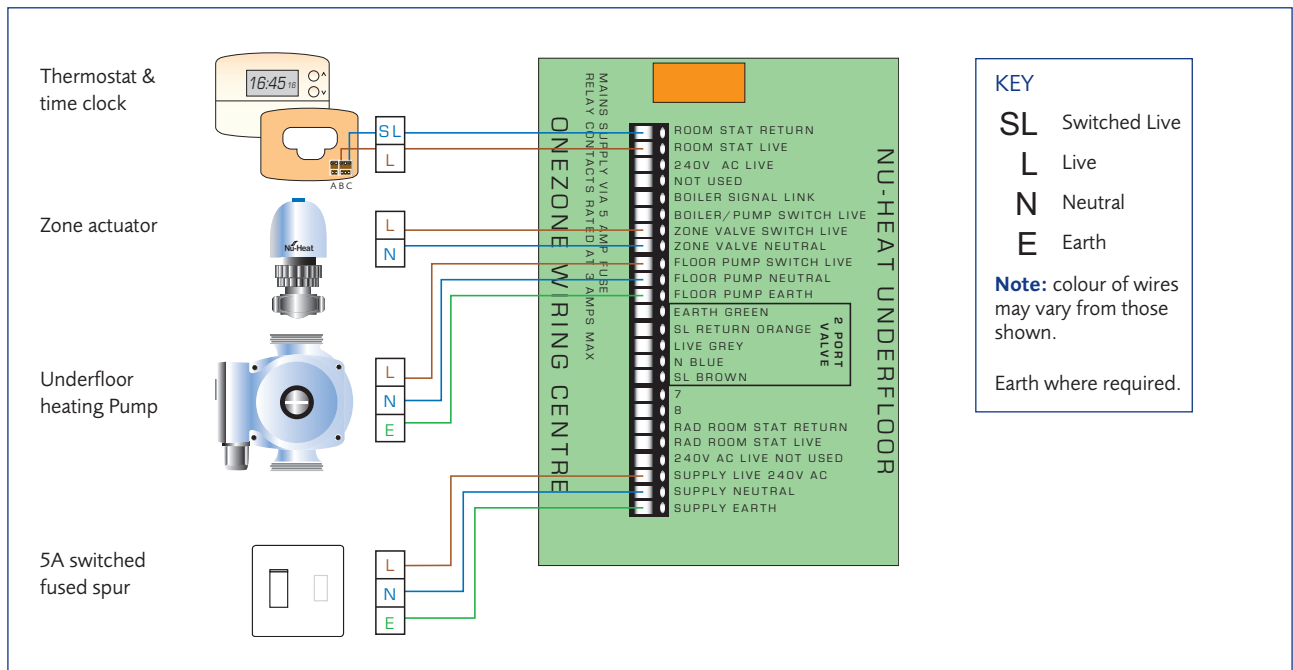 Thermostat &
time clock
16:45 16
A B C
SL
L
Zone actuator
Nu-Heat
L
N
Underfloor
heating Pump
L
N
E
5A switched
fused spur
L
N
E
MAINS SUPPLY VIA 5 AMP FUSE
RELAY CONTACTS RATED AT 3 AMPS MAX
ONEZONE WIRING CENTRE
ROOM STAT RETURN
ROOM STAT LIVE
240V AC LIVE
NOT USED
BOILER SIGNAL LINK
BOILER/PUMP SWITCH LIVE
ZONE VALVE SWITCH LIVE
ZONE VALVE NEUTRAL
FLOOR PUMP SWITCH LIVE
FLOOR PUMP NEUTRAL
FLOOR PUMP EARTH
EARTH GREEN
SL RETURN ORANGE
LIVE GREY
N BLUE
SL BROWN
2 PORT
VALVE
7
8
RAD ROOM STAT RETURN
RAD ROOM STAT LIVE
240V AC LIVE NOT USED
SUPPLY LIVE 240V AC
SUPPLY NEUTRAL
SUPPLY EARTH
NU-HEAT UNDERFLOOR
KEY
SL Switched Live
L Live
N Neutral
E Earth
Note: colour of wires
may vary from those
shown.
Earth where required.